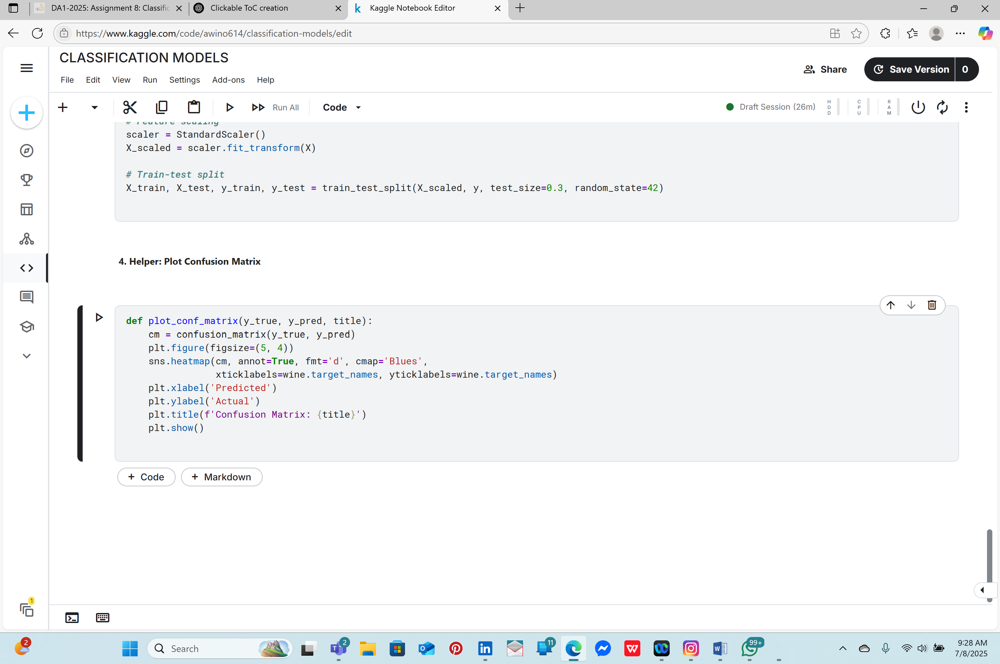 DA1-2025: Assignment 8: Classific
Clickable ToC creation
Kaggle Notebook Editor
https://www.kaggle.com/code/awino614/classification-models/edit
CLASSIFICATION MODELS
File Edit View Run Settings Add-ons Help
Share
Save Version 0
Run All
Code
Draft Session (26m)
HDD
CPU
RAM
# Feature scaling
scaler = StandardScaler()
X_scaled = scaler.fit_transform(X)
# Train-test split
X_train, X_test, y_train, y_test = train_test_split(X_scaled, y, test_size=0.3, random_state=42)
4. Helper: Plot Confusion Matrix
def plot_conf_matrix(y_true, y_pred, title):
    cm = confusion_matrix(y_true, y_pred)
    plt.figure(figsize=(5, 4))
    sns.heatmap(cm, annot=True, fmt='d', cmap='Blues',
                xticklabels=wine.target_names, yticklabels=wine.target_names)
    plt.xlabel('Predicted')
    plt.ylabel('Actual')
    plt.title(f'Confusion Matrix: {title}')
    plt.show()
+ Code
+ Markdown
1
2
Search
2
11
99+
9:28 AM
7/8/2025